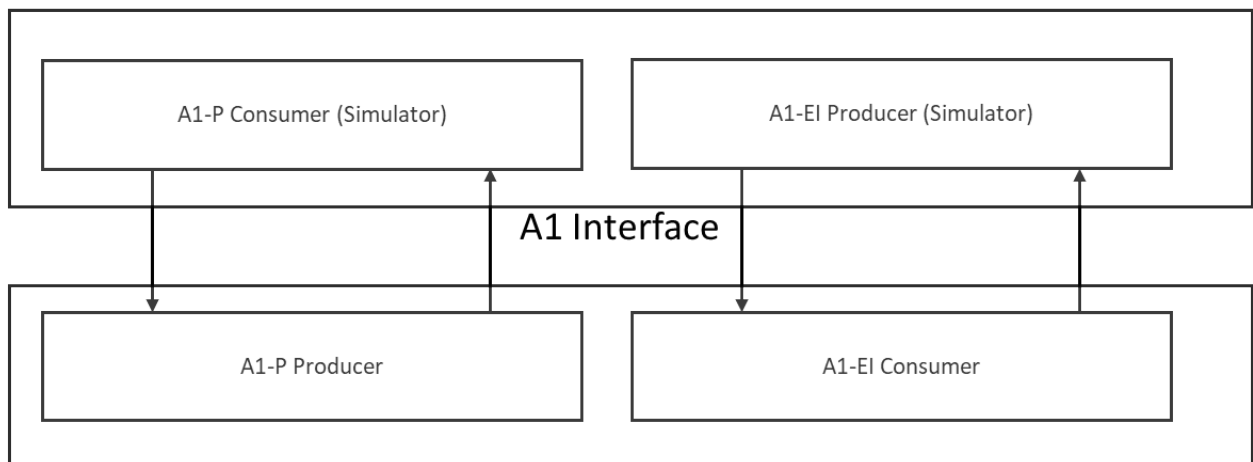 A1-P Consumer (Simulator)
A1-EI Producer (Simulator)
A1 Interface
A1-P Producer
A1-EI Consumer